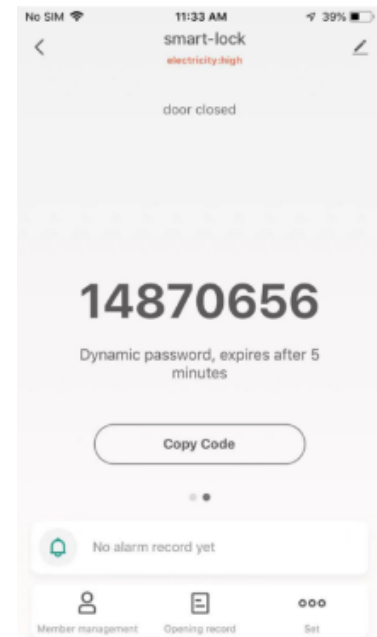 No SIM 11:33 AM 39%
smart-lock
electricity:high
door closed
14870656
Dynamic password, expires after 5
minutes
Copy Code
No alarm record yet
Member management Opening record Set